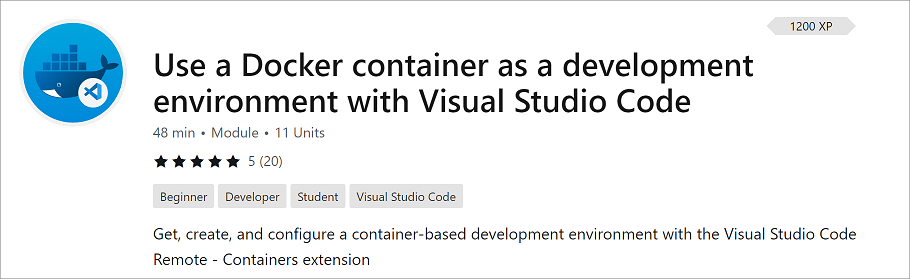 1200 XP
Use a Docker container as a development
environment with Visual Studio Code
48 min • Module • 11 Units
★★★★★ 5 (20)
Beginner Developer Student Visual Studio Code
Get, create, and configure a container-based development environment with the Visual Studio Code
Remote - Containers extension